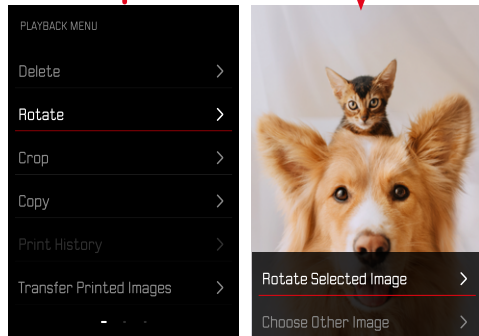 PLAYBACK MENU
Delete
Rotate
Crop
Copy
Print History
Transfer Printed Images
Rotate Selected Image
Choose Other Image